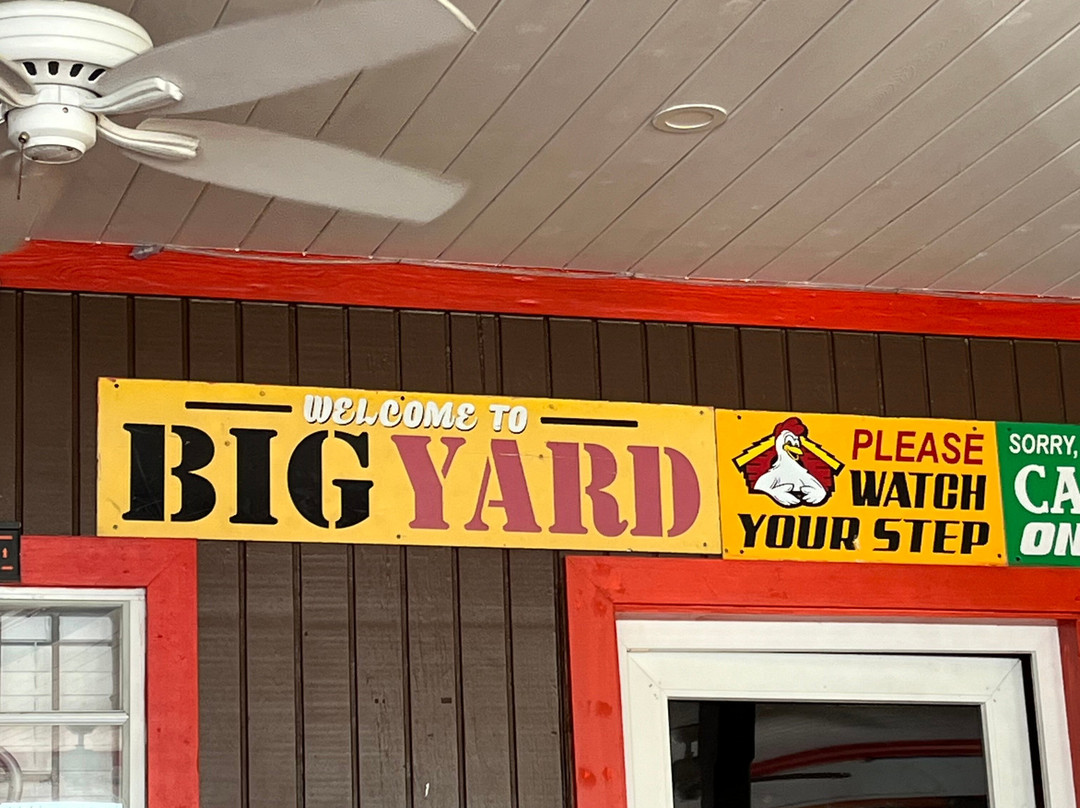 WELCOME TO
BIG YARD
PLEASE
WATCH
YOUR STEP
SORRY,